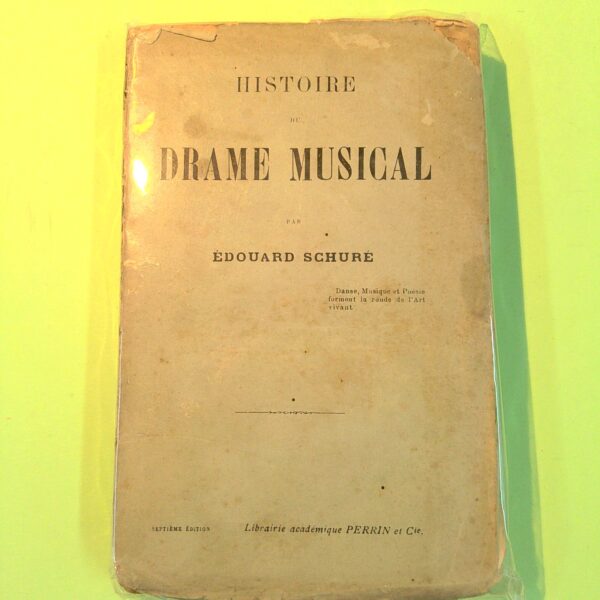 HISTOIRE
DU
DRAME MUSICAL
PAR
ÉDOUARD SCHURÉ
Danse, Musique et Poésie
forment la ronde de l'Art
vivant.
SEPTIÈME ÉDITION
Librairie académique PERRIN et Cie.